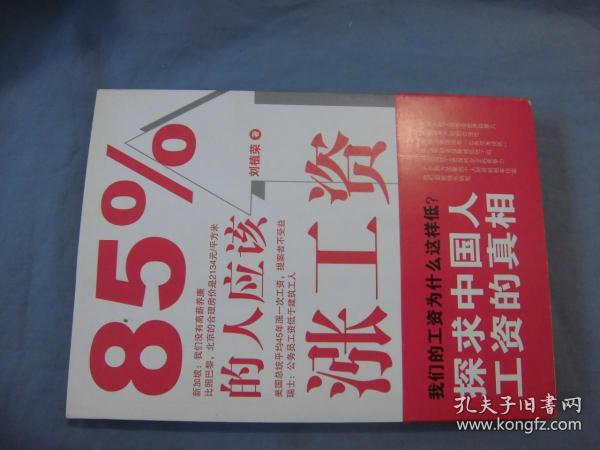 85%
的人应该
涨工资
刘植荣 著
新加坡：我们没有高薪养廉
比照巴黎，北京的合理房价是2134元/平方米
美国总统平均45年涨一次工资，提案者不受益
瑞士：公务员工资低于建筑工人
我们的工资为什么这样低？
探求中国人
工资的真相
孔夫子旧书网
www.kongfz.com